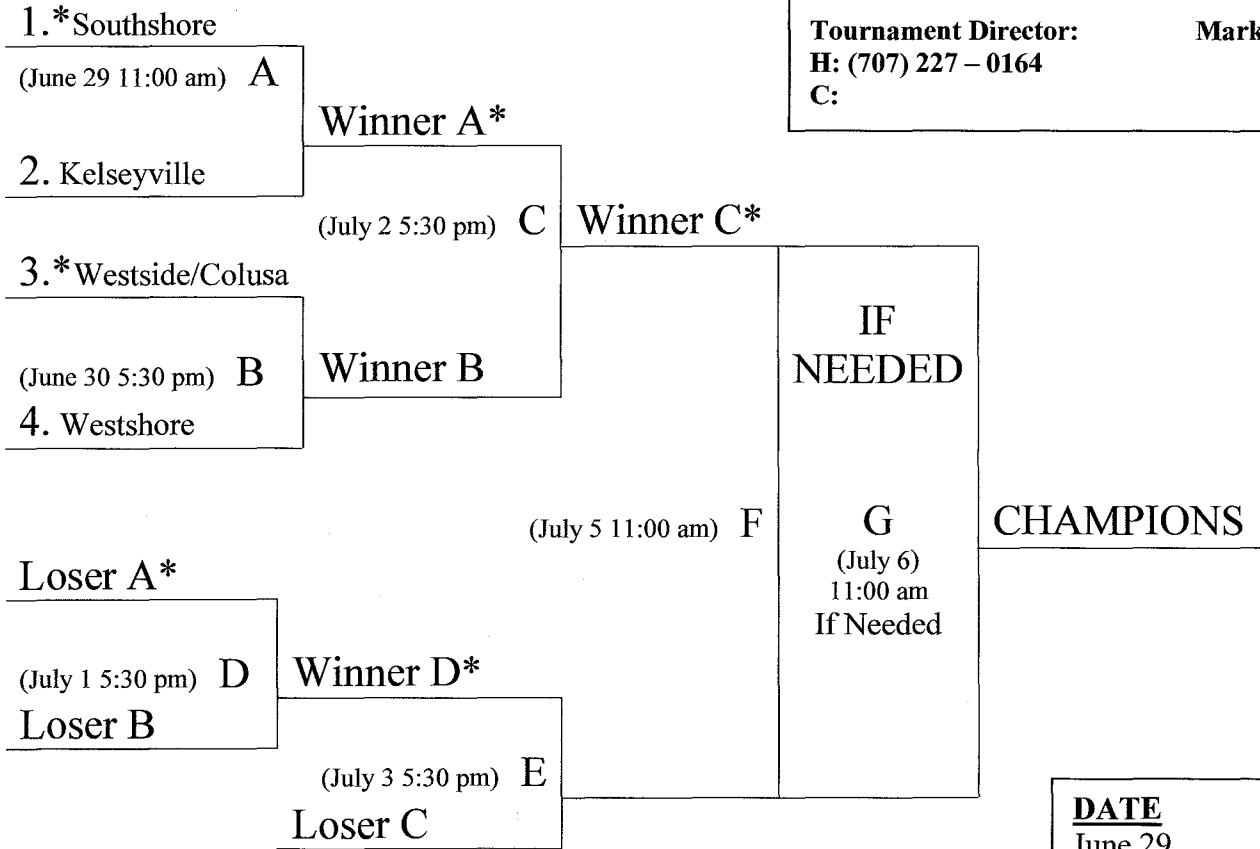 1.*Southshore
(June 29 11:00 am) A
2. Kelseyville
Winner A*
(July 2 5:30 pm) C
3.*Westside/Colusa
(June 30 5:30 pm) B
4. Westshore
Winner B
Winner C*
Loser A*
(July 1 5:30 pm) D
Loser B
Winner D*
(July 3 5:30 pm) E
Loser C
(July 5 11:00 am) F
IF
NEEDED
G
(July 6)
11:00 am
If Needed
CHAMPIONS
Tournament Director: Mark
H: (707) 227 – 0164
C:
DATE
June 29